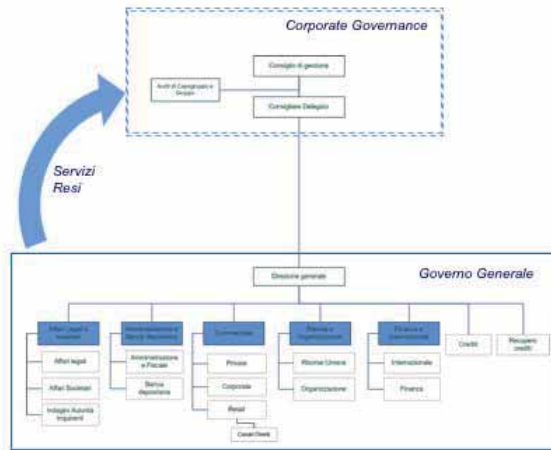 Corporate Governance
Consiglio di gestione
Audit di Capogruppo e
Gruppo
Consigliere Delegato
Servizi
Resi
Direzione generale
Governo Generale
Affari Legali e
Societari
Amministrazione e
Banca depositaria
Commerciale
Risorse e
Organizzazione
Finanza e
Internazionale
Crediti
Recupero
crediti
Affari legali
Affari Societari
Indagini Autorità
Inquirenti
Amministrazione
e Fiscale
Banca
depositaria
Private
Corporate
Retail
Canali Diretti
Risorse Umane
Organizzazione
Internazionale
Finanza